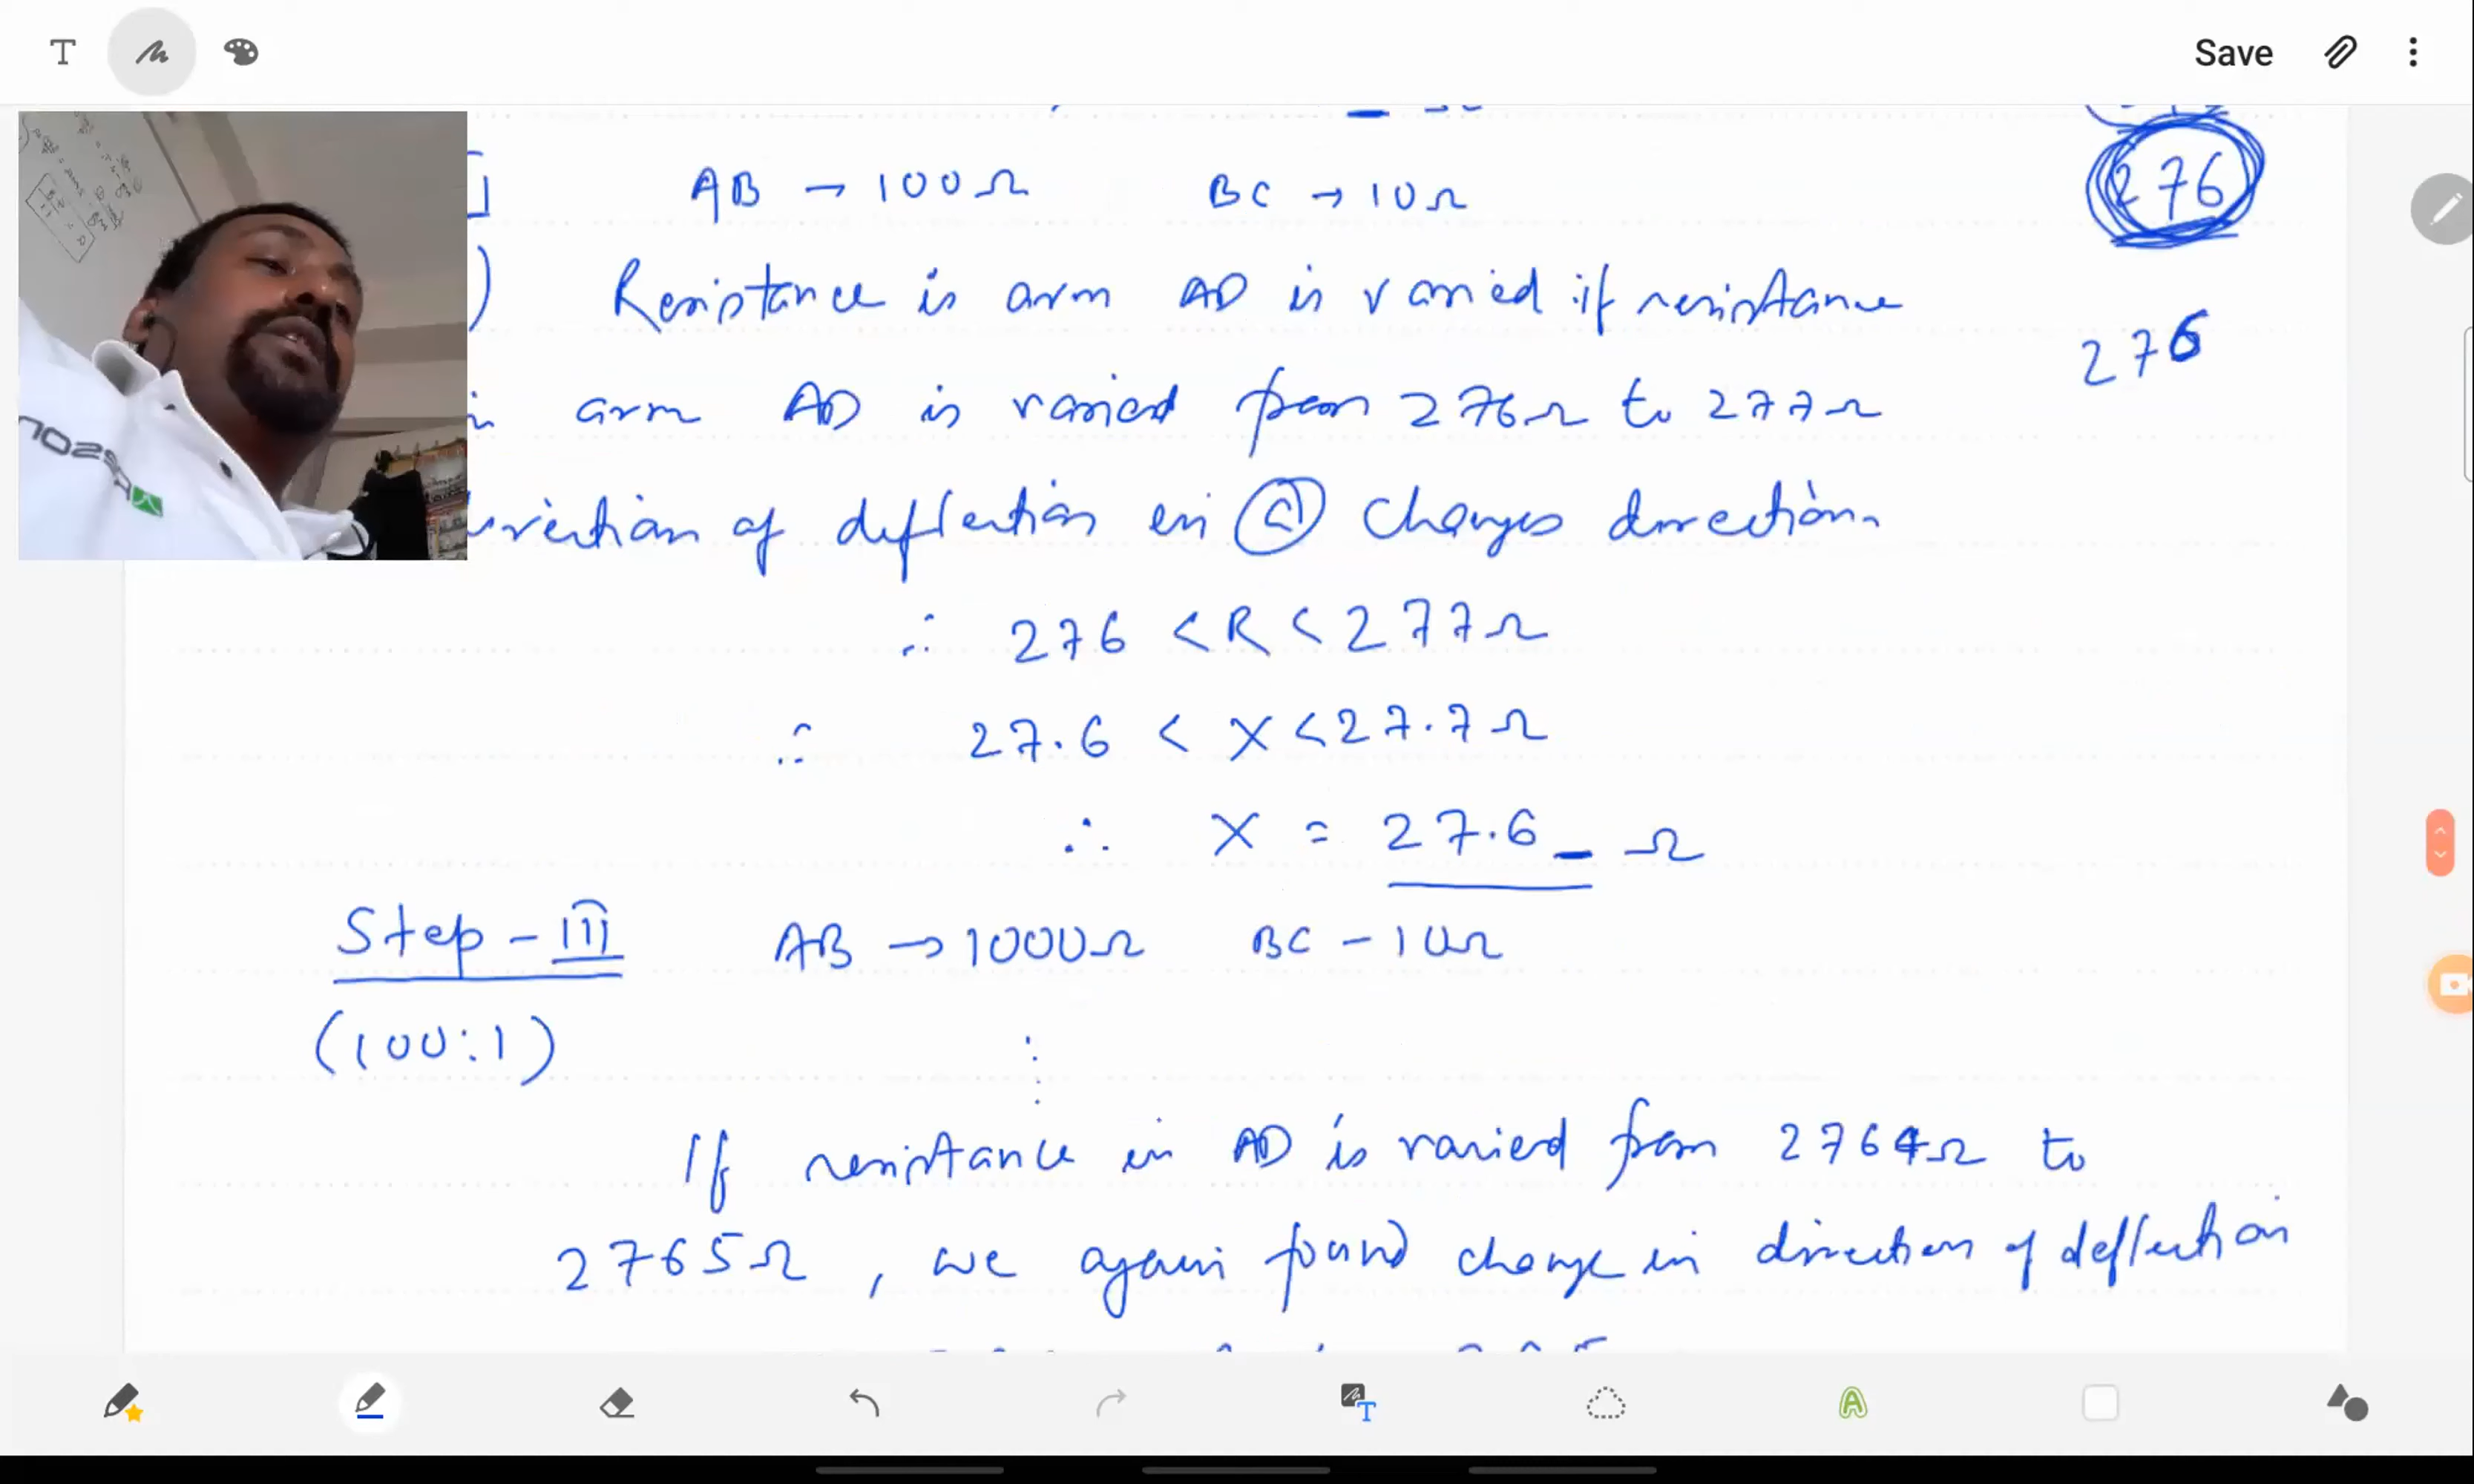 Save
AB → 100Ω BC → 10Ω
276
Resistance is arm AD is varied if resistance
276
arm AD is varied from 276Ω to 277Ω
of deflection in G changes direction.
∴ 276 < R < 277Ω
∴ 27.6 < X < 27.7Ω
∴ X = 27.6_ Ω
Step - III AB → 1000Ω BC - 10Ω
(100:1)
If resistance in AD is varied from 2764Ω to
2765Ω, we again found change in direction of deflection